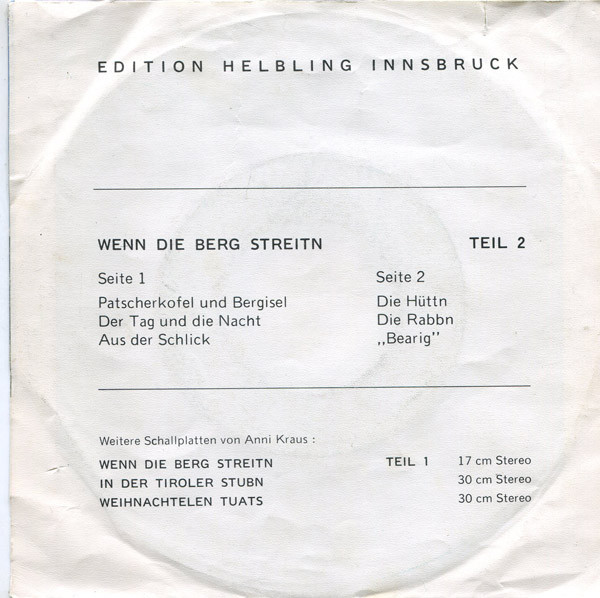 EDITION HELBLING INNSBRUCK
WENN DIE BERG STREITN TEIL 2
Seite 1
Patscherkofel und Bergisel
Der Tag und die Nacht
Aus der Schlick
Seite 2
Die Hüttn
Die Rabbn
„Bearig"
Weitere Schallplatten von Anni Kraus :
WENN DIE BERG STREITN TEIL 1 17 cm Stereo
IN DER TIROLER STUBN 30 cm Stereo
WEIHNACHTELEN TUATS 30 cm Stereo